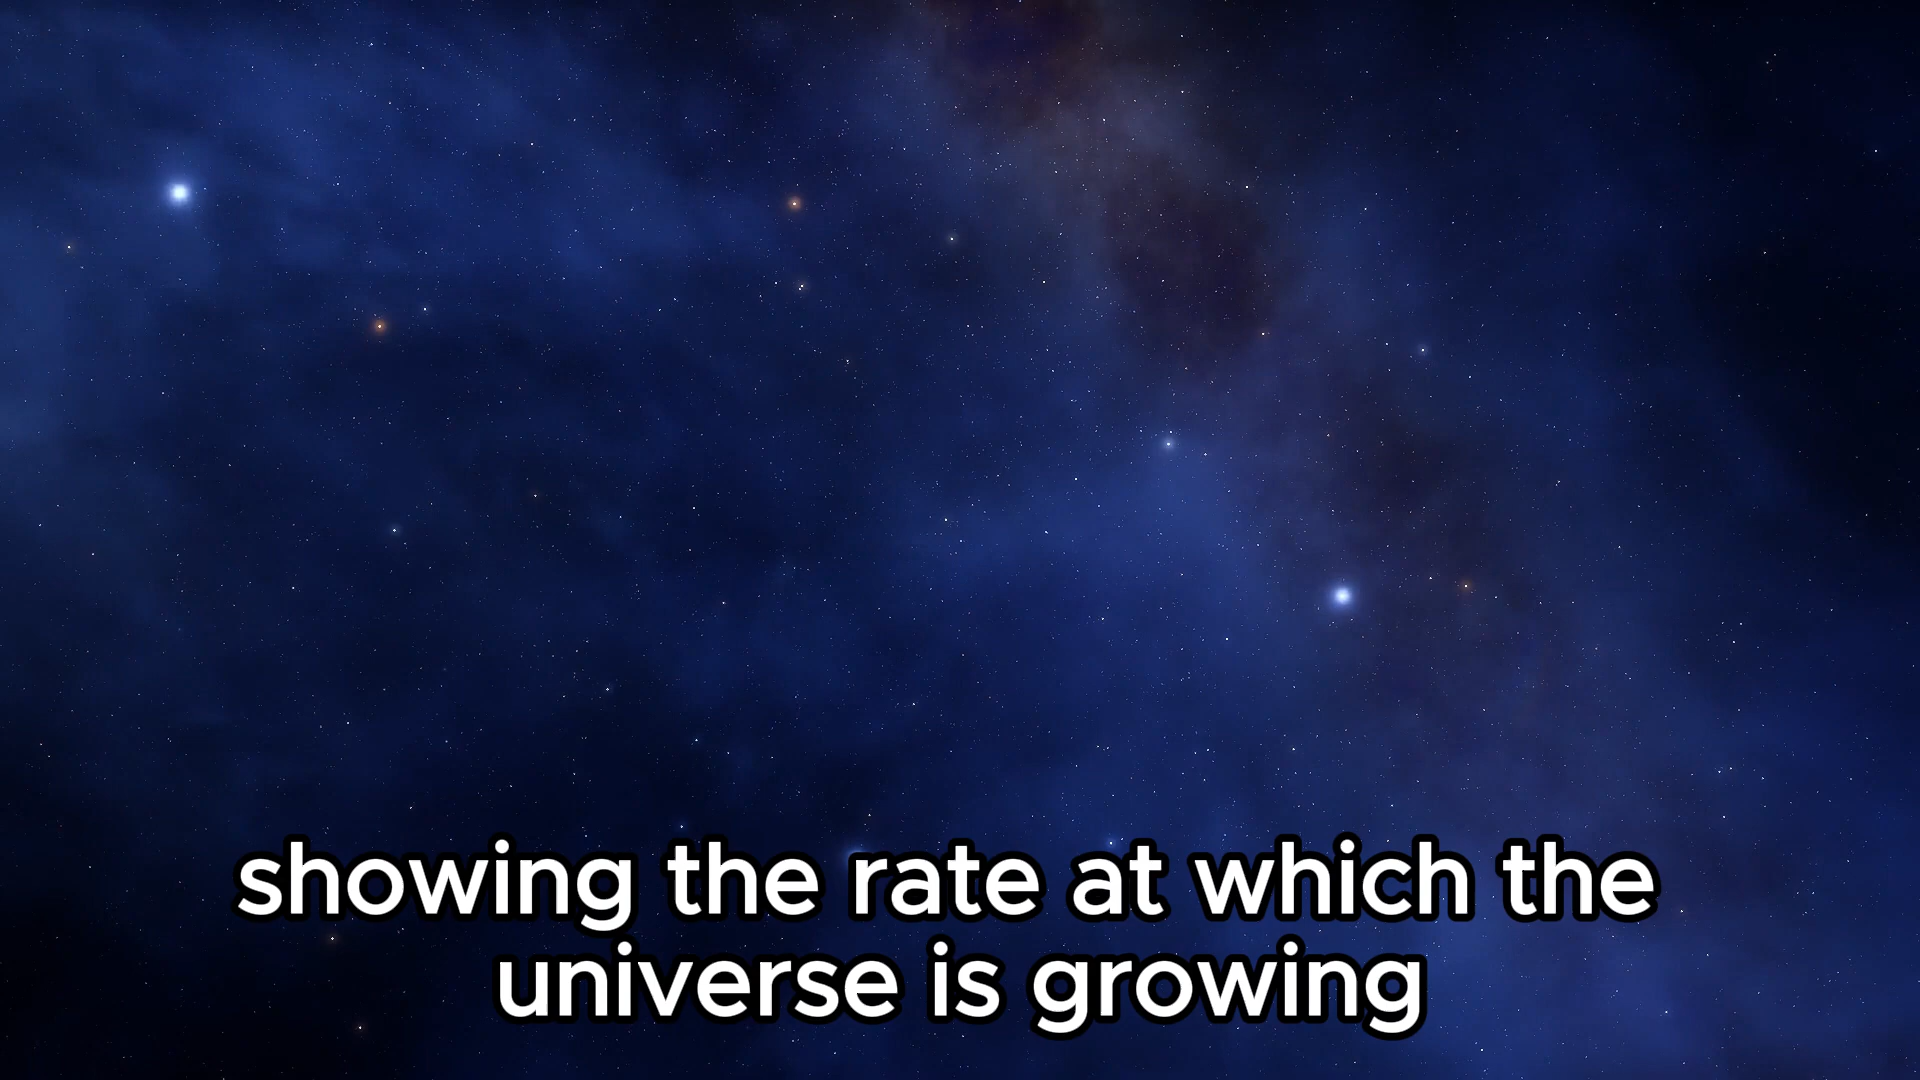 showing the rate at which the
universe is growing